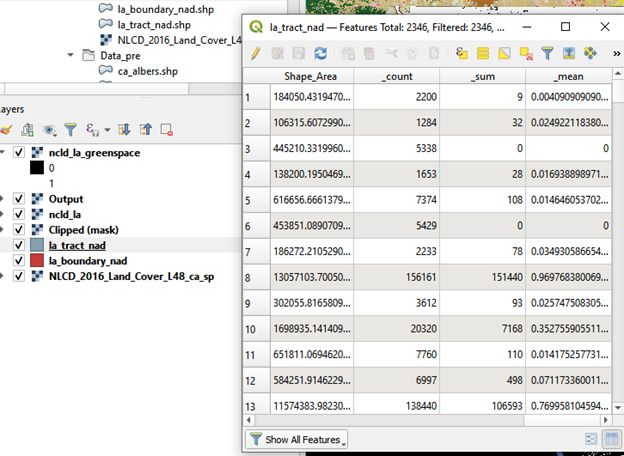 la_boundary_nad.shp
la_tract_nad.shp
NLCD_2016_Land_Cover_L4
Data_pre
ca_albers.shp
ayers
ncld_la_greenspace
0
1
Output
ncld_la
Clipped (mask)
la_tract_nad
la_boundary_nad
NLCD_2016_Land_Cover_L48_ca_sp
la_tract_nad — Features Total: 2346, Filtered: 2346, ...
»
Shape_Area _count _sum _mean
1 184050.4319470... 2200 9 0.004090909090...
2 106315.6072990... 1284 32 0.024922118380...
3 445210.3319960... 5338 0 0
4 138200.1950469... 1653 28 0.016938898971...
5 616656.6661379... 7374 108 0.014646053702...
6 453851.0890709... 5429 0 0
7 186272.2105290... 2233 78 0.034930586654...
8 13057103.70050... 156161 151440 0.969768380069...
9 302055.8165809... 3612 93 0.025747508305...
10 1698935.141409... 20320 7168 0.352755905511...
11 651811.0694620... 7760 110 0.014175257731...
12 584251.9146229... 6997 498 0.071173360011...
13 11574383.98230... 138440 106593 0.769958104594...
Show All Features